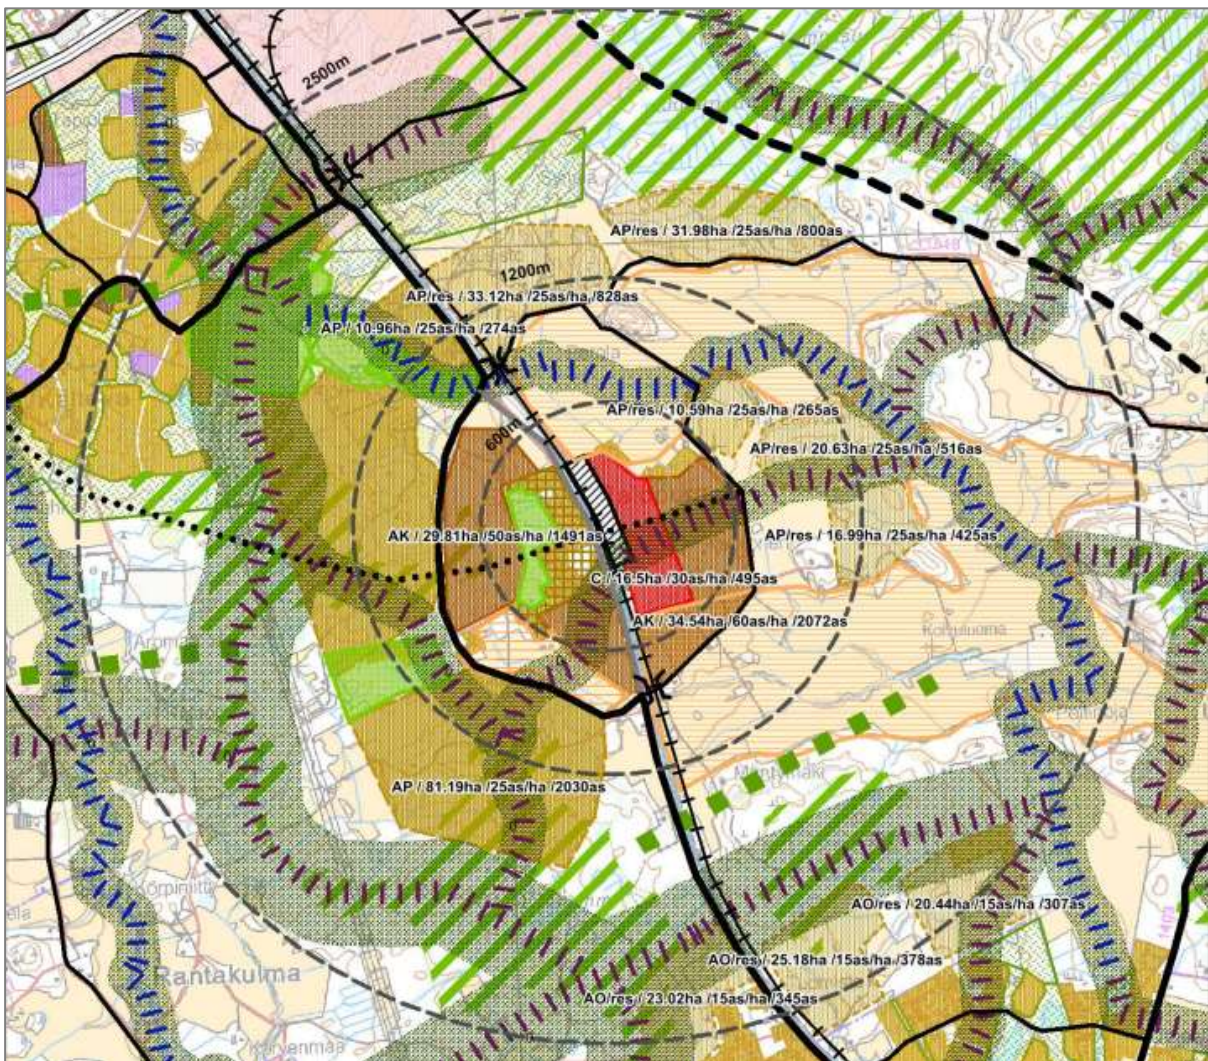 2500m
AP/res / 31.98ha /25as/ha /800as
1200m
AP/res / 33.12ha /25as/ha /828as
AP / 10.96ha /25as/ha /274as
AP/res / 10.59ha /25as/ha /265as
600m
AP/res / 20.63ha /25as/ha /516as
AK / 29.81ha /50as/ha /1491as
AP/res / 16.99ha /25as/ha /425as
C / 16.5ha /30as/ha /495as
AK / 34.54ha /60as/ha /2072as
AP / 81.19ha /25as/ha /2030as
Mäntymäki
AO/res / 20.44ha /15as/ha /307as
1403
AO/res / 25.18ha /15as/ha /378as
Rantakulma
AO/res / 23.02ha /15as/ha /345as
Korvenmaa